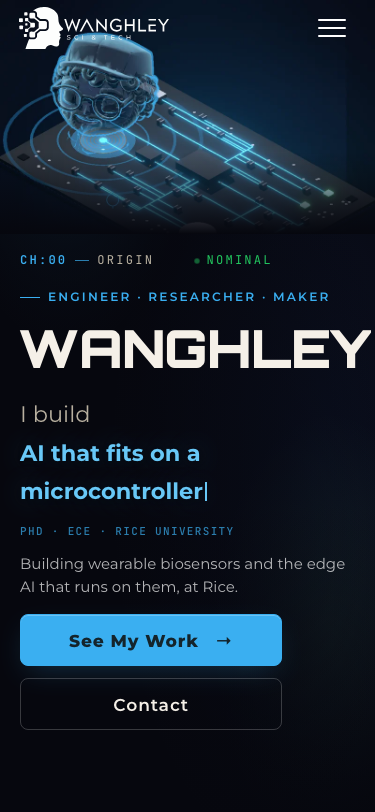 WANGHLEY
SCI & TECH
CH:00 — ORIGIN • NOMINAL
— ENGINEER · RESEARCHER · MAKER
WANGHLEY
I build
AI that fits on a
microcontroller|
PHD · ECE · RICE UNIVERSITY
Building wearable biosensors and the edge
AI that runs on them, at Rice.
See My Work →
Contact